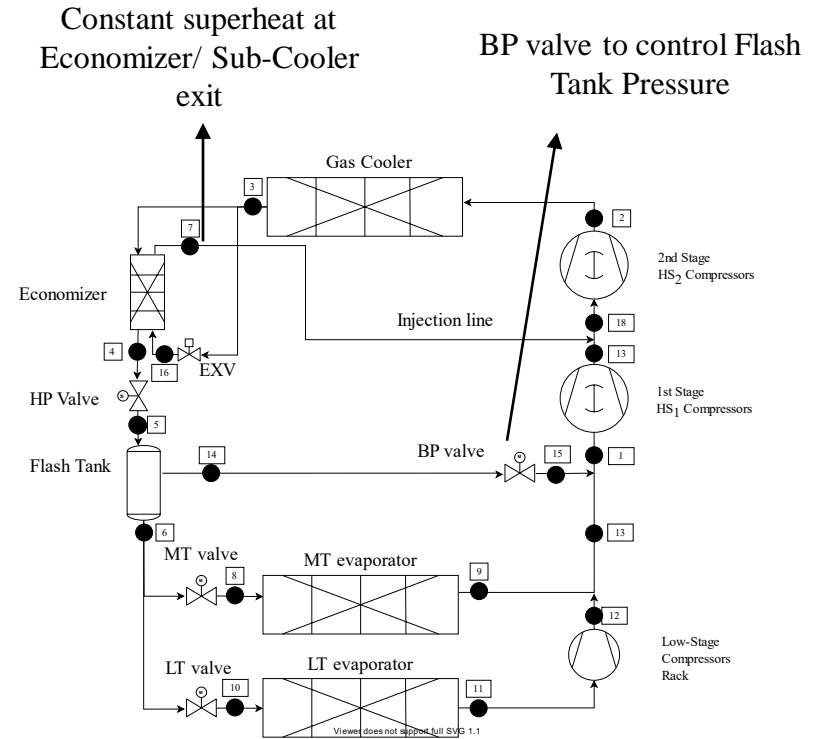 Constant superheat at
Economizer/ Sub-Cooler
exit
BP valve to control Flash
Tank Pressure
Gas Cooler
3
2
7
2nd Stage
HS2 Compressors
Economizer
Injection line
18
4
13
16
EXV
HP Valve
1st Stage
HS1 Compressors
5
BP valve
Flash Tank
14
15
1
M
6
13
MT valve
MT evaporator
8
9
M
12
Low-Stage
Compressors
Rack
LT valve
LT evaporator
10
11
M
Viewer does not support full SVG 1.1